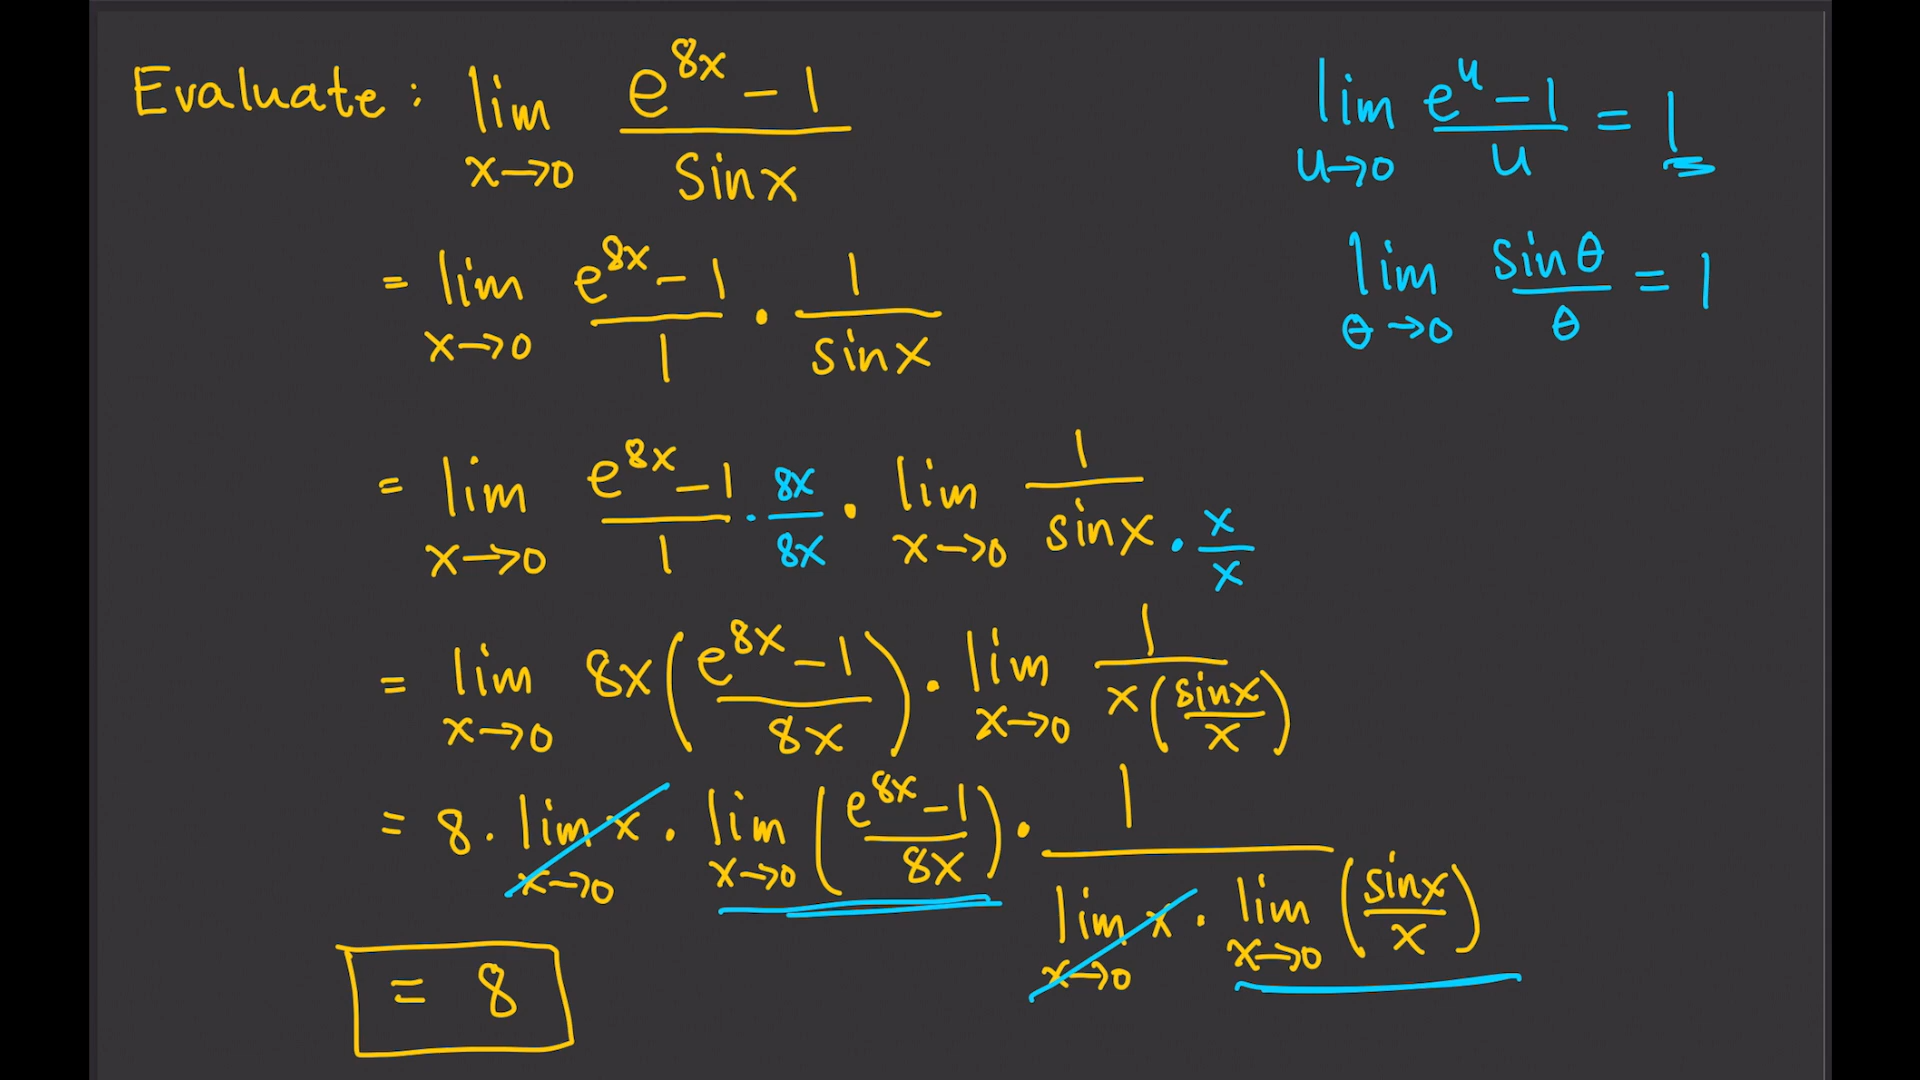 Evaluate: lim x→0 (e^{8x} − 1)/(sin x)
lim u→0 (e^u − 1)/u = 1
lim θ→0 (sin θ)/θ = 1
= lim x→0 (e^{8x} − 1)/1 · 1/(sin x)
= lim x→0 (e^{8x} − 1)/1 · 8x/8x · lim x→0 1/(sin x) · x/x
= lim x→0 8x((e^{8x} − 1)/(8x)) · lim x→0 1/(x((sin x)/x))
= 8 · lim x→0 x · lim x→0 ((e^{8x} − 1)/(8x)) · 1/(lim x→0 x · lim x→0 ((sin x)/x))
= 8